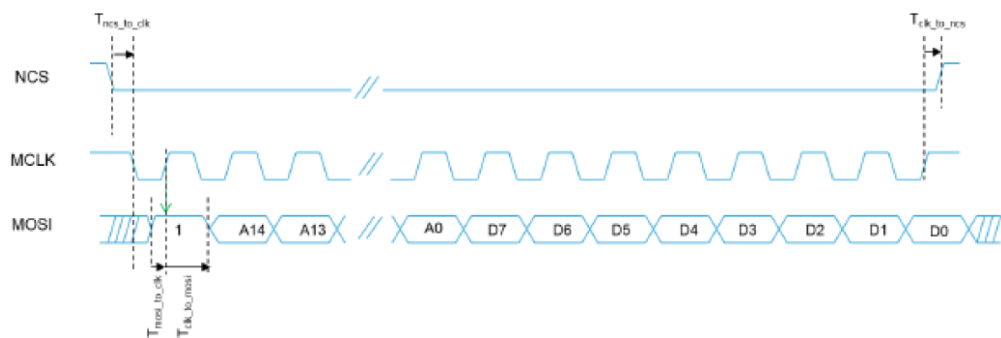 Tncs_to_clk
Tclk_to_ncs
NCS
MCLK
MOSI
1
A14
A13
A0
D7
D6
D5
D4
D3
D2
D1
D0
Tmosi_to_clk
Tclk_to_mosi